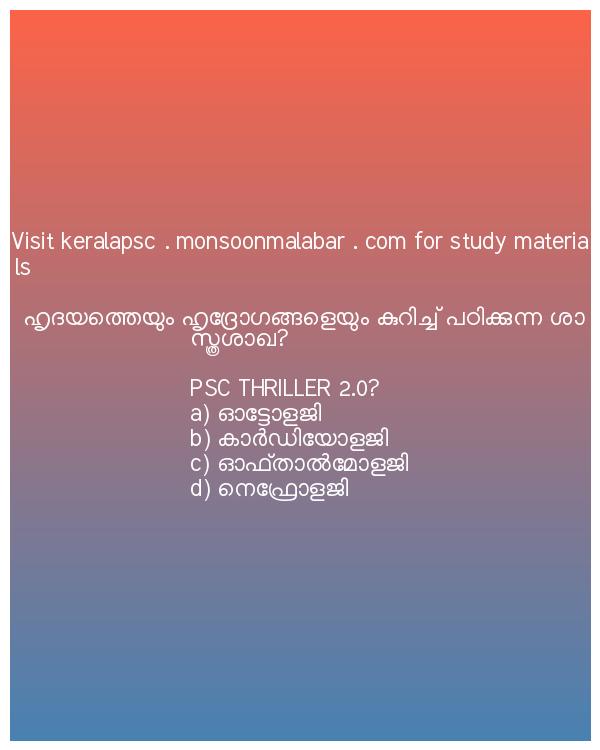 Visit keralapsc . monsoonmalabar . com for study materia
ls
ഹൃദയത്തെയും ഹൃദ്രോഗങ്ങളെയും കുറിച്ച് പഠിക്കുന്ന ശാ
സ്ത്രശാഖ?
PSC THRILLER 2.0?
a) ഓട്ടോളജി
b) കാർഡിയോളജി
c) ഓഫ്താൽമോളജി
d) നെഫ്രോളജി